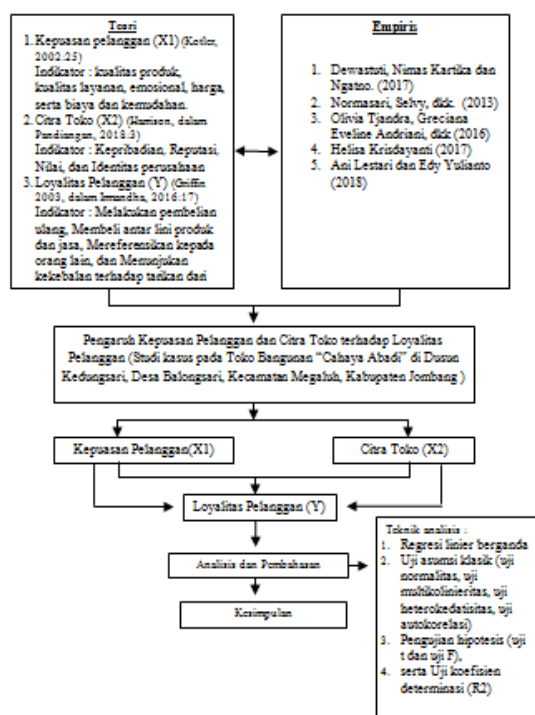 Teori
1. Kepuasan pelanggan (X1) (Kotler,
2002:25)
Indikator : kualitas produk,
kualitas layanan, emosional, harga,
serta biaya dan kemudahan.
2. Citra Toko (X2) (Harrison, dalam
Pandiangan, 2018:3)
Indikator : Kepribadian, Reputasi,
Nilai, dan Identitas perusahaan
3. Loyalitas Pelanggan (Y) (Griffin
2003, dalam Irmandha, 2016:17)
Indikator : Melakukan pembelian
ulang, Membeli antar lini produk
dan jasa, Mereferensikan kepada
orang lain, dan Menunjukan
kekebalan terhadap tarikan dari
Empiris
1. Dewastuti, Nimas Kartika dan
Ngatno. (2017)
2. Normasari, Selvy, dkk. (2013)
3. Olivia Tjandra, Greciana
Eveline Andriani, dkk (2016)
4. Helisa Krisdayanti (2017)
5. Ani Lestari dan Edy Yulianto
(2018)
Pengaruh Kepuasan Pelanggan dan Citra Toko terhadap Loyalitas
Pelanggan (Studi kasus pada Toko Bangunan “Cahaya Abadi” di Dusun
Kedungsari, Desa Balongsari, Kecamatan Megaluh, Kabupaten Jombang )
Kepuasan Pelanggan(X1)
Citra Toko (X2)
Loyalitas Pelanggan (Y)
Analisis dan Pembahasan
Kesimpulan
Teknik analisis :
1. Regresi linier berganda
2. Uji asumsi klasik (uji
normalitas, uji
multikolinieritas, uji
heterokedatisitas, uji
autokorelasi)
3. Pengujian hipotesis (uji
t dan uji F),
4. serta Uji koefisien
determinasi (R2)